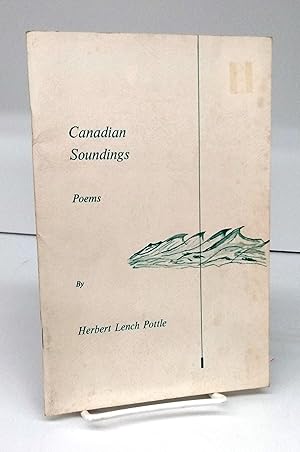 Canadian
Soundings
Poems
By
Herbert Lench Pottle